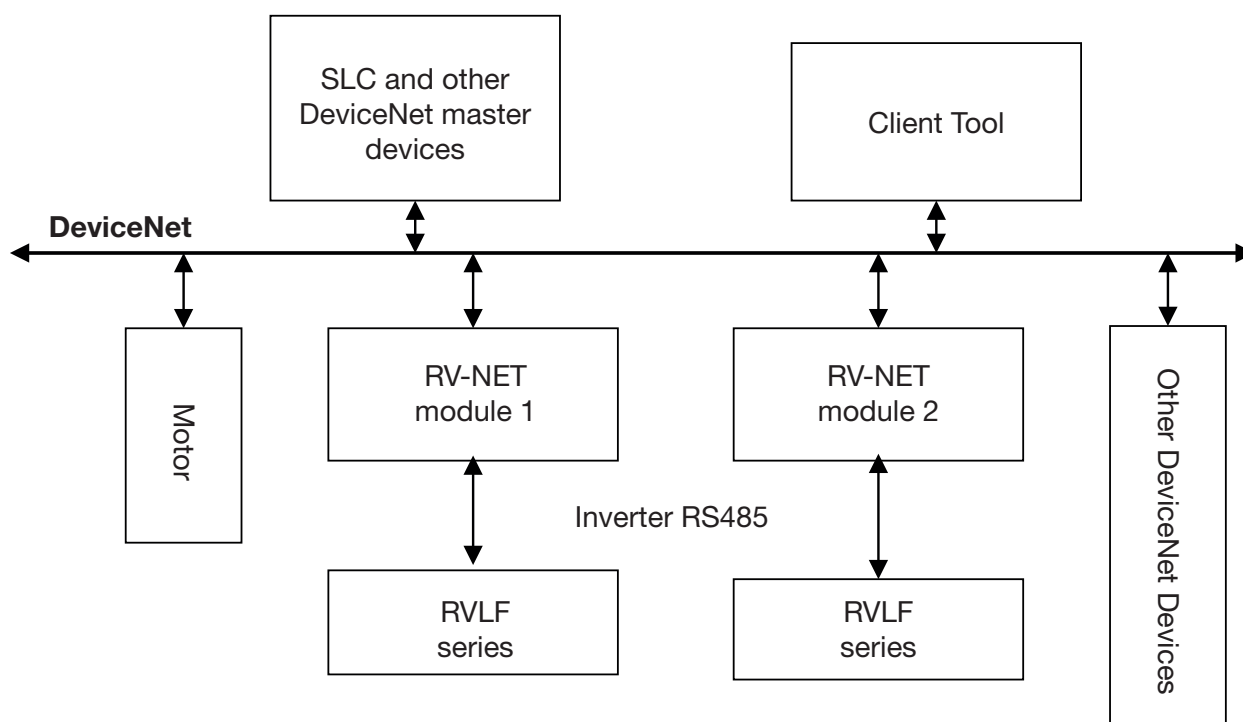 SLC and other
DeviceNet master
devices
Client Tool
DeviceNet
Motor
RV-NET
module 1
RV-NET
module 2
Other DeviceNet Devices
Inverter RS485
RVLF
series
RVLF
series